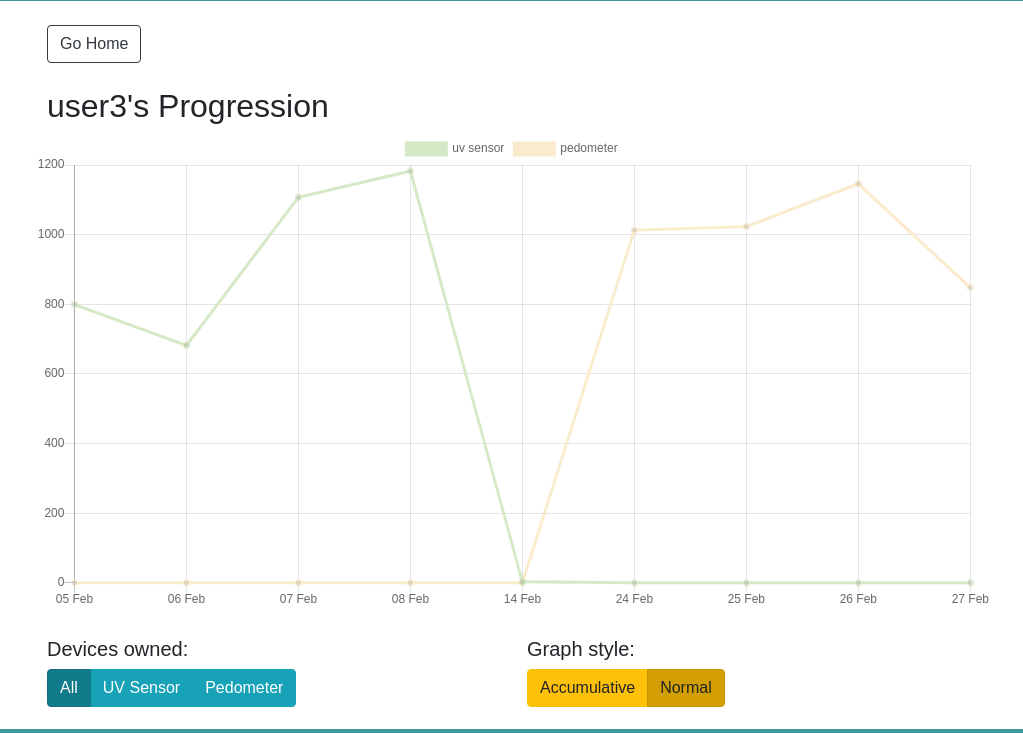 Go Home
user3's Progression
uv sensor pedometer
1200
1000
800
600
400
200
0
05 Feb 06 Feb 07 Feb 08 Feb 14 Feb 24 Feb 25 Feb 26 Feb 27 Feb
Devices owned: Graph style:
All UV Sensor Pedometer Accumulative Normal